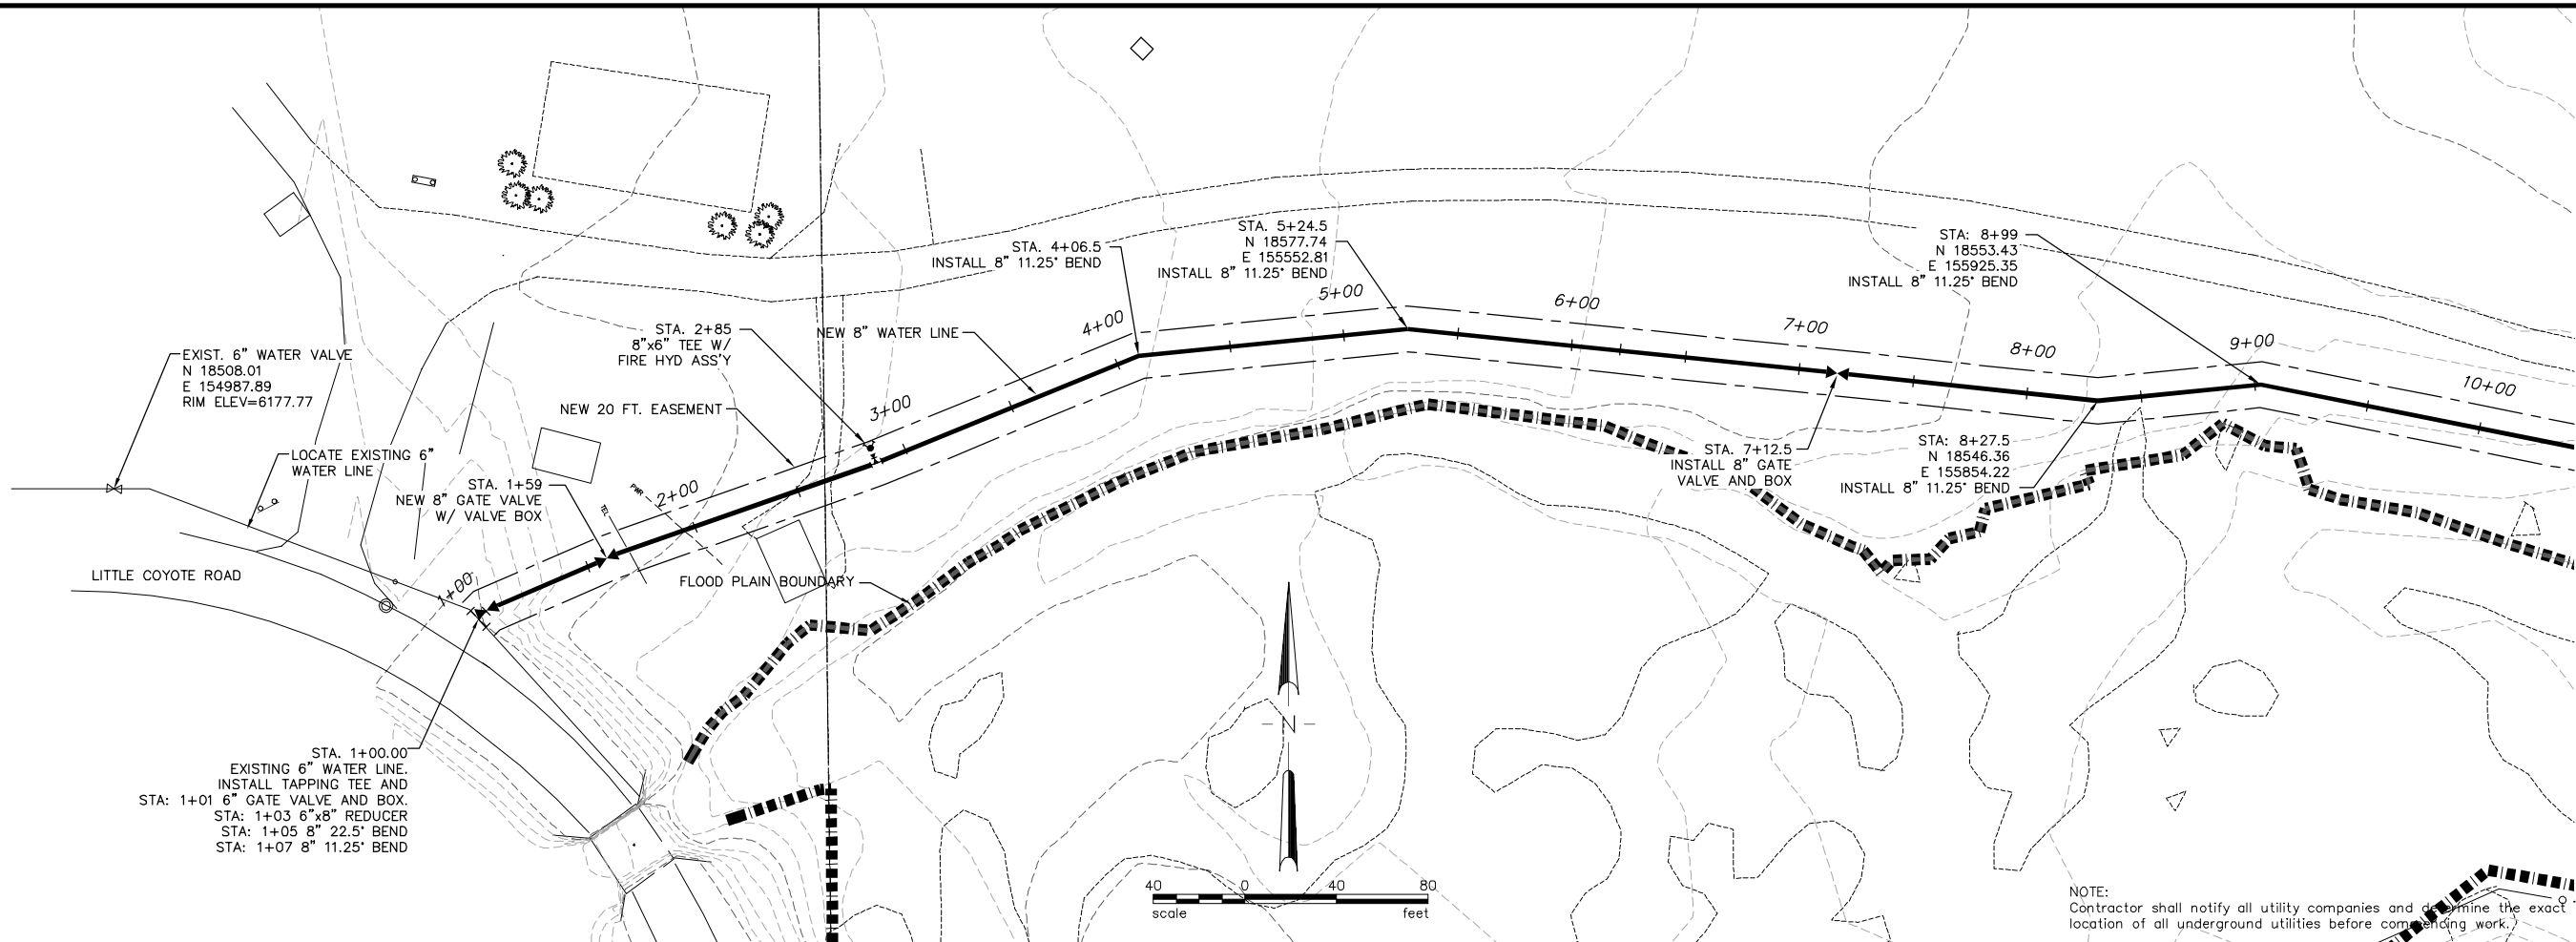 STA. 5+24.5
N 18577.74
E 155552.81
INSTALL 8" 11.25° BEND
STA. 4+06.5
INSTALL 8" 11.25° BEND
STA: 8+99
N 18553.43
E 155925.35
INSTALL 8" 11.25° BEND
5+00
6+00
4+00
7+00
8+00
9+00
10+00
STA. 2+85
8"x6" TEE W/
FIRE HYD ASS'Y
NEW 8" WATER LINE
EXIST. 6" WATER VALVE
N 18508.01
E 154987.89
RIM ELEV=6177.77
NEW 20 FT. EASEMENT
3+00
LOCATE EXISTING 6"
WATER LINE
STA. 1+59
NEW 8" GATE VALVE
W/ VALVE BOX
PWR
2+00
TEL
STA. 7+12.5
INSTALL 8" GATE
VALVE AND BOX
STA: 8+27.5
N 18546.36
E 155854.22
INSTALL 8" 11.25° BEND
LITTLE COYOTE ROAD
1+00
FLOOD PLAIN BOUNDARY
N
STA. 1+00.00
EXISTING 6" WATER LINE.
INSTALL TAPPING TEE AND
STA: 1+01 6" GATE VALVE AND BOX.
STA: 1+03 6"x8" REDUCER
STA: 1+05 8" 22.5° BEND
STA: 1+07 8" 11.25° BEND
40 0 40 80
scale feet
NOTE:
Contractor shall notify all utility companies and determine the exact
location of all underground utilities before commencing work.